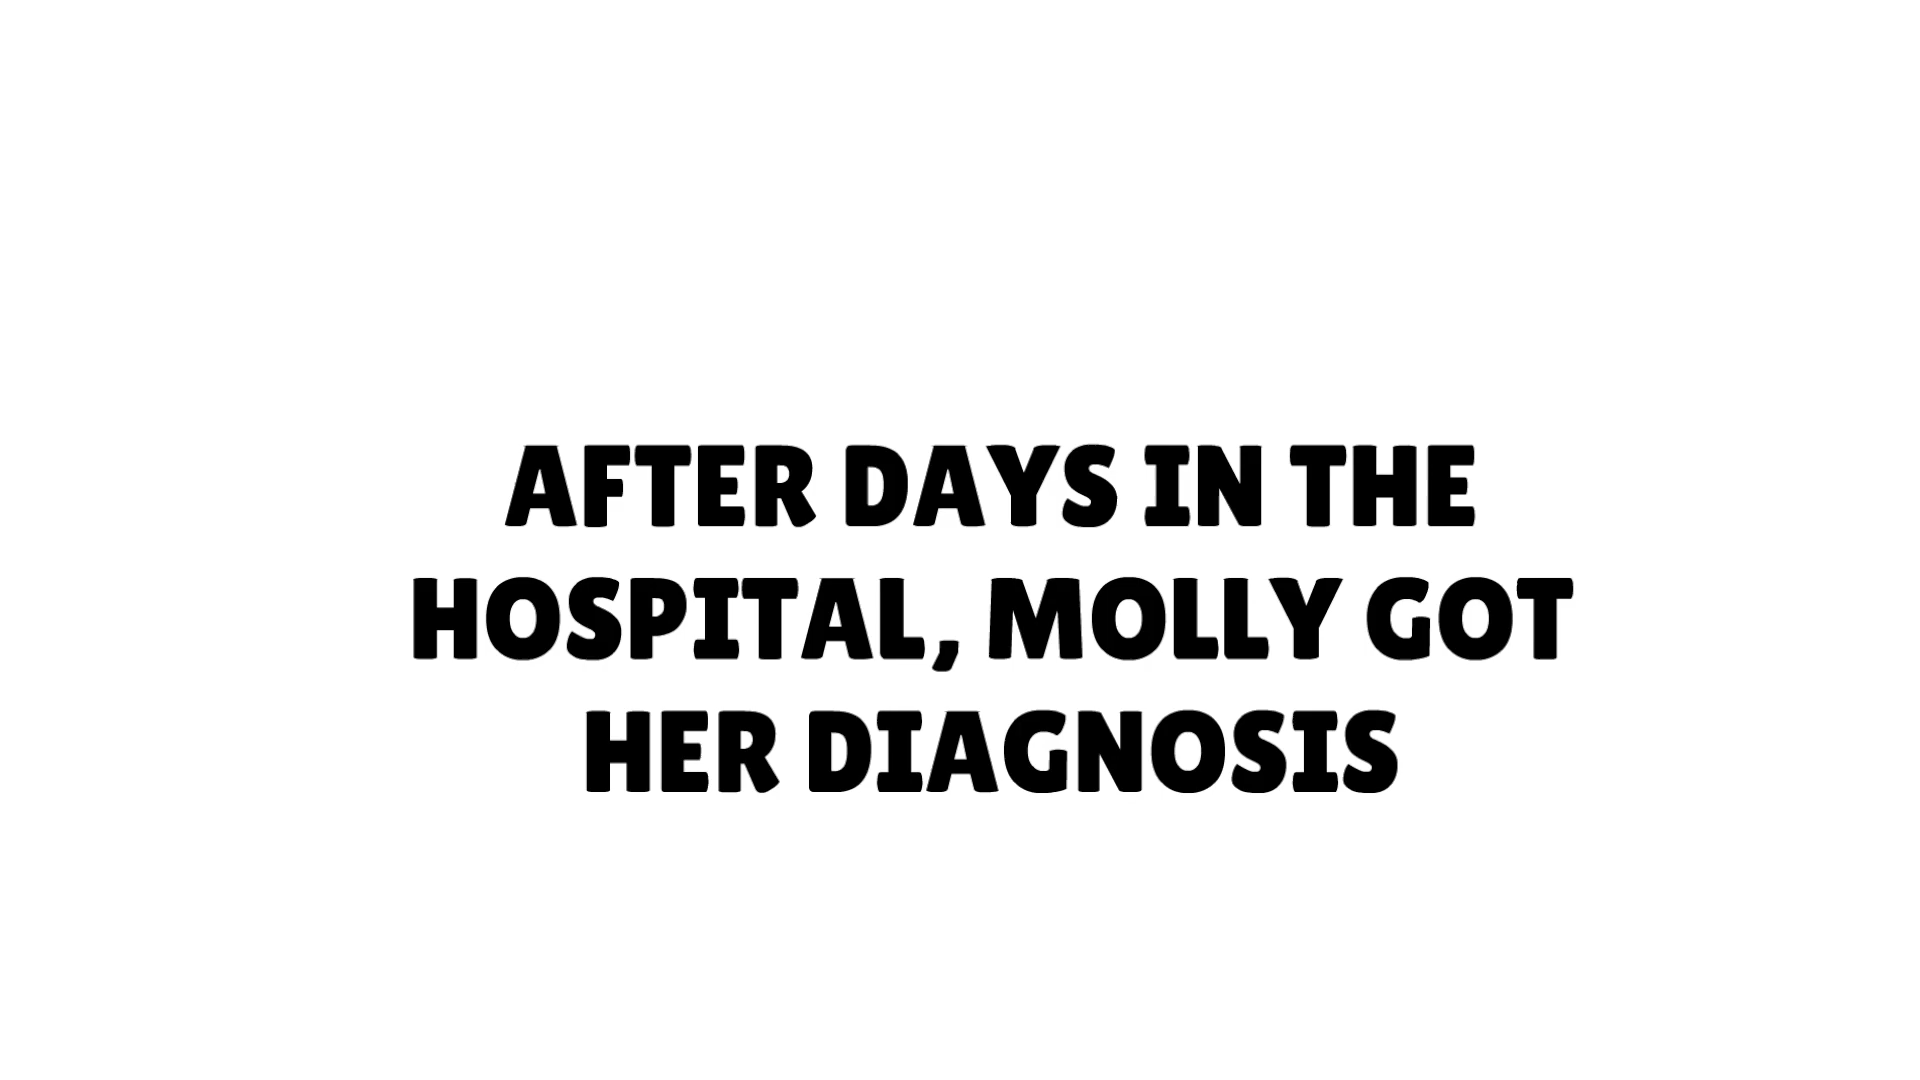 AFTER DAYS IN THE
HOSPITAL, MOLLY GOT
HER DIAGNOSIS